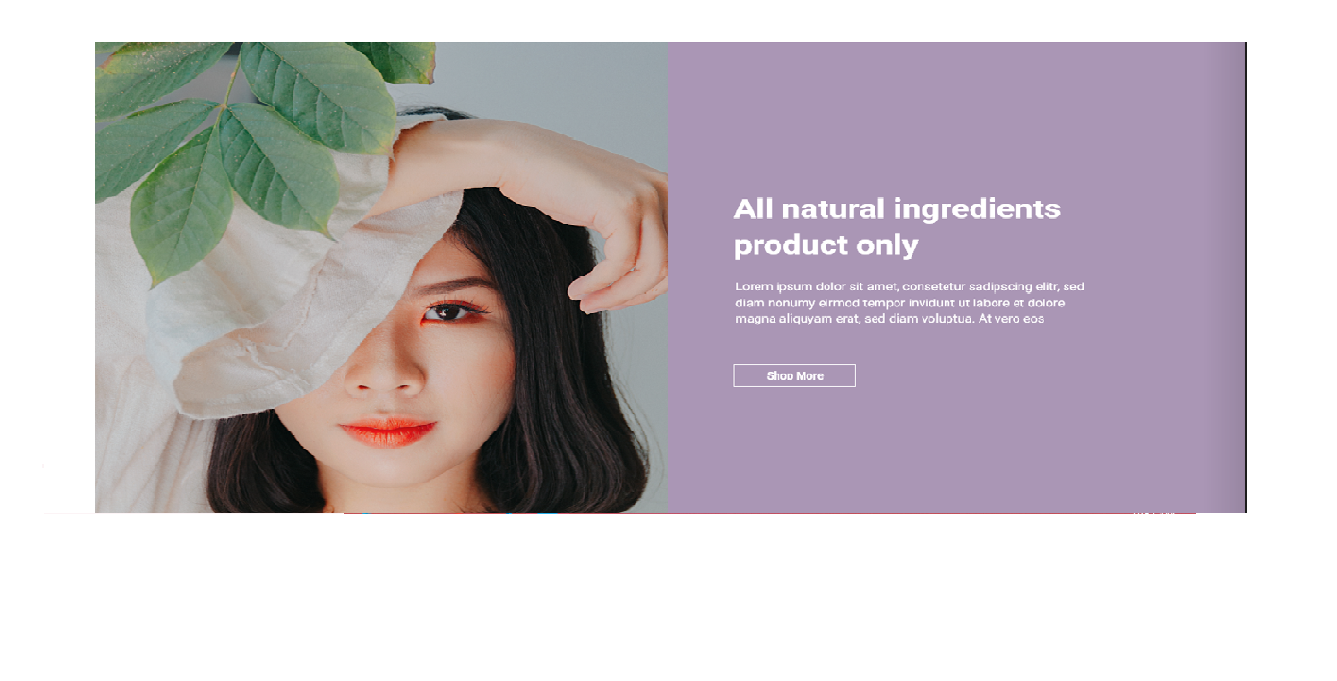 All natural ingredients
product only
Lorem ipsum dolor sit amet, consetetur sadipscing elitr, sed
diam nonumy eirmod tempor invidunt ut labore et dolore
magna aliquyam erat, sed diam voluptua. At vero eos
Shop More